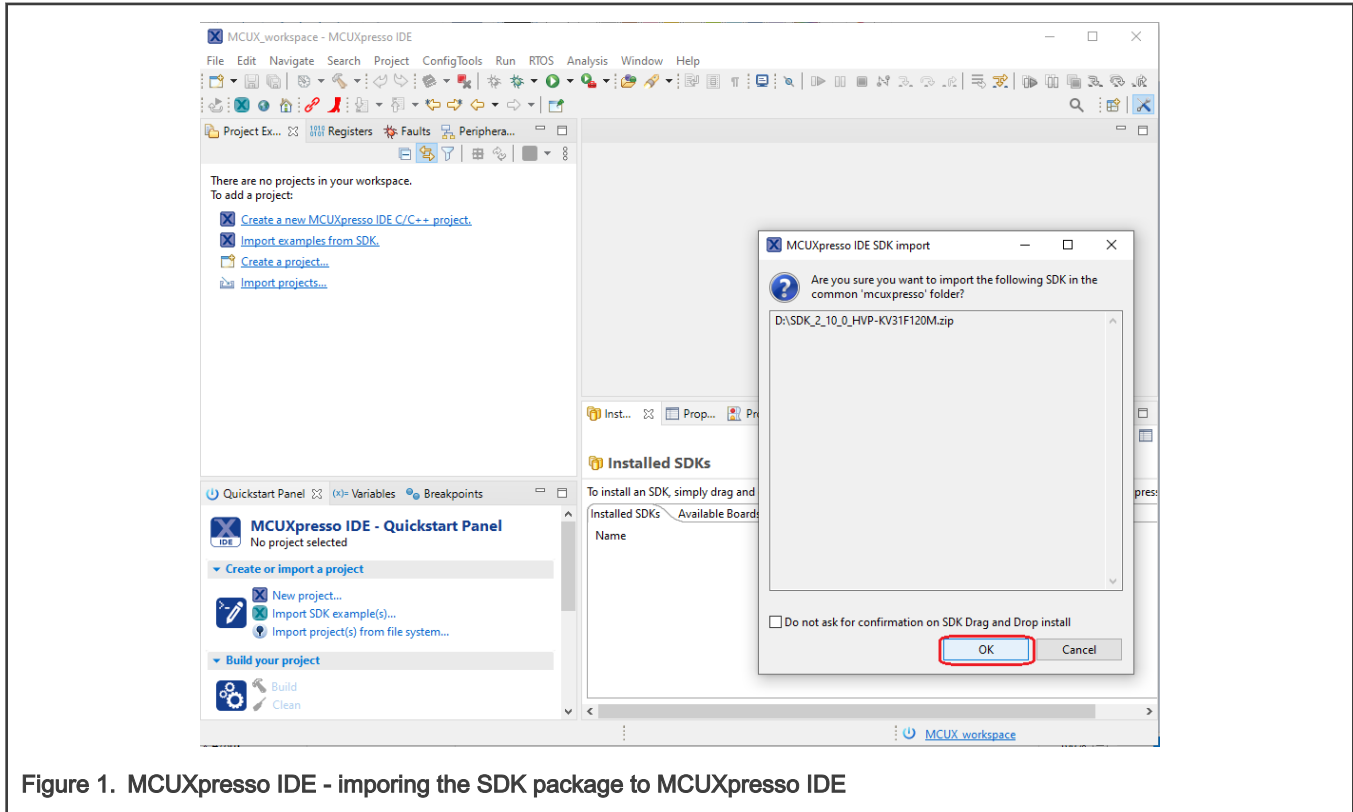 MCUX_workspace - MCUXpresso IDE
File Edit Navigate Search Project ConfigTools Run RTOS Analysis Window Help
Project Ex... Registers Faults Periphera...
There are no projects in your workspace.
To add a project:
Create a new MCUXpresso IDE C/C++ project.
Import examples from SDK.
Create a project...
Import projects...
MCUXpresso IDE SDK import
Are you sure you want to import the following SDK in the
common 'mcuxpresso' folder?
D:\SDK_2_10_0_HVP-KV31F120M.zip
Do not ask for confirmation on SDK Drag and Drop install
OK Cancel
Inst... Prop... Pr
Installed SDKs
To install an SDK, simply drag and
Installed SDKs Available Boards
Name
Quickstart Panel (x)= Variables Breakpoints
IDE
MCUXpresso IDE - Quickstart Panel
No project selected
Create or import a project
New project...
Import SDK example(s)...
Import project(s) from file system...
Build your project
Build
Clean
MCUX_workspace
Figure 1. MCUXpresso IDE - imporing the SDK package to MCUXpresso IDE